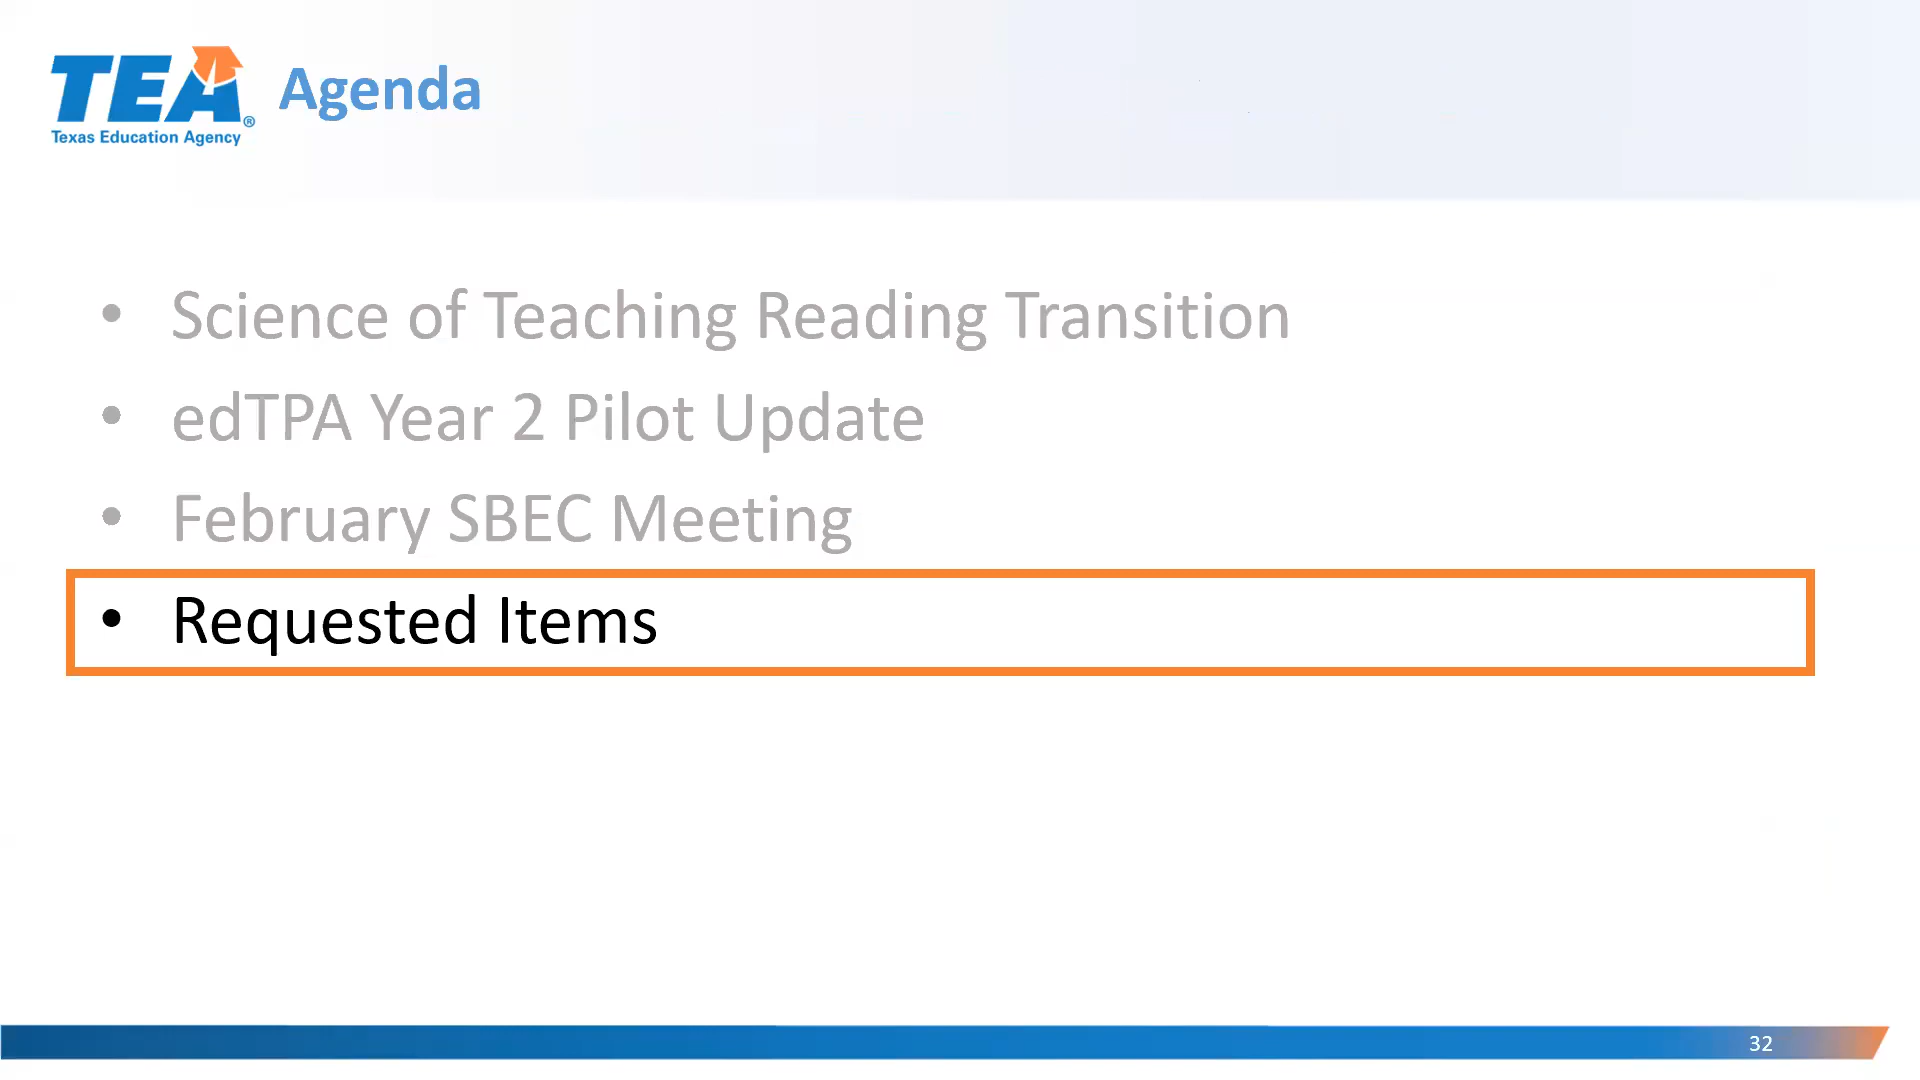 TEA®
Texas Education Agency
Agenda
• Science of Teaching Reading Transition
• edTPA Year 2 Pilot Update
• February SBEC Meeting
• Requested Items
32